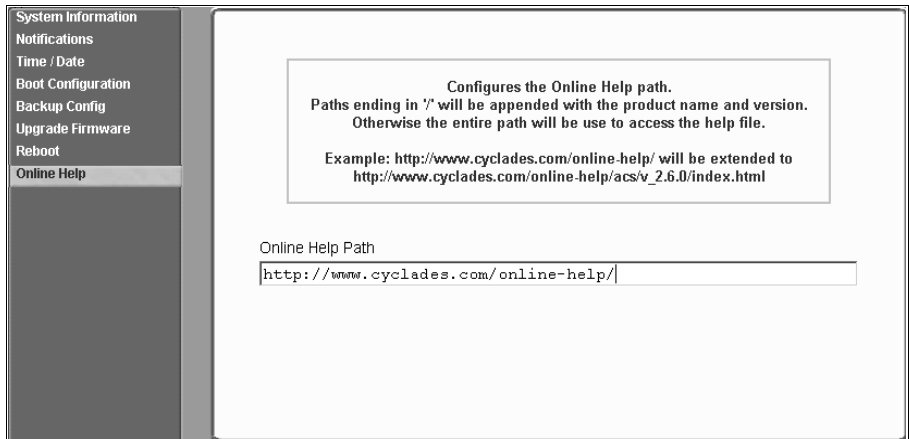 System Information
Notifications
Time / Date
Boot Configuration
Backup Config
Upgrade Firmware
Reboot
Online Help
Configures the Online Help path.
Paths ending in '/' will be appended with the product name and version.
Otherwise the entire path will be use to access the help file.
Example: http://www.cyclades.com/online-help/ will be extended to
http://www.cyclades.com/online-help/acs/v_2.6.0/index.html
Online Help Path
http://www.cyclades.com/online-help/